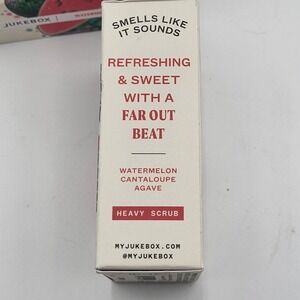 JUKEBOX
SMELLS LIKE
IT SOUNDS
REFRESHING
& SWEET
WITH A
FAR OUT
BEAT
WATERMELON
CANTALOUPE
AGAVE
HEAVY SCRUB
MYJUKEBOX.COM
@MYJUKEBOX